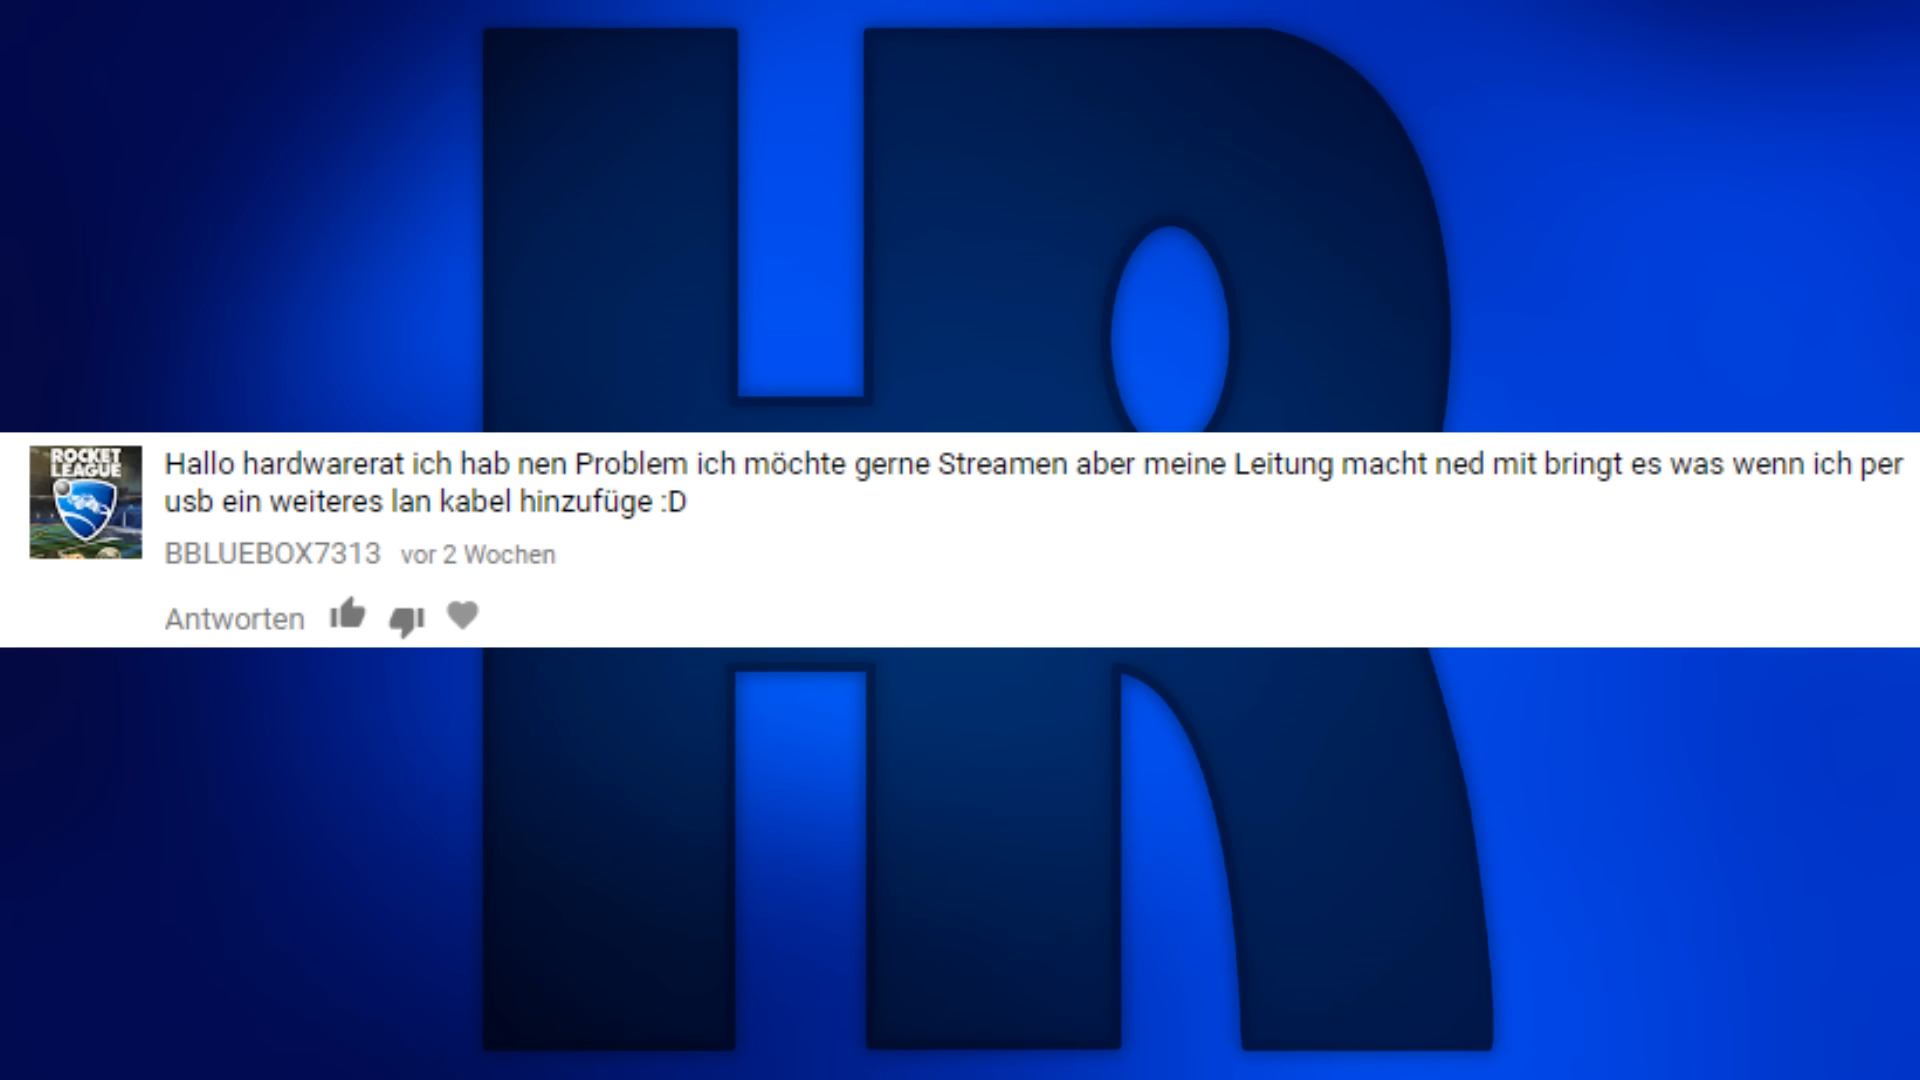 HR
ROCKET
LEAGUE
Hallo hardwarerat ich hab nen Problem ich möchte gerne Streamen aber meine Leitung macht ned mit bringt es was wenn ich per
usb ein weiteres lan kabel hinzufüge :D
BBLUEBOX7313 vor 2 Wochen
Antworten